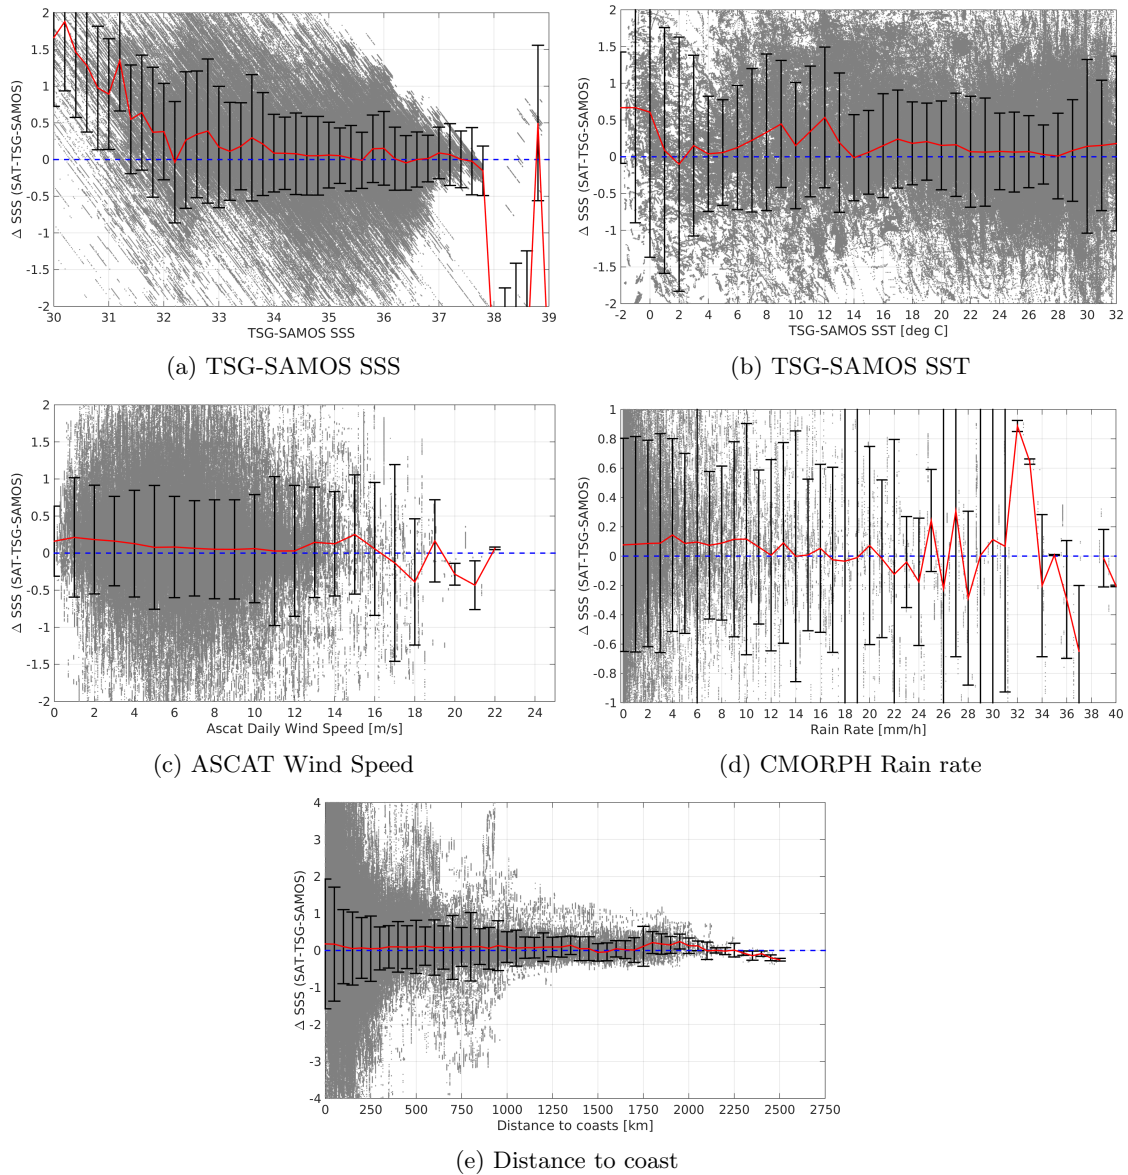 2
1.5
1
0.5
0
-0.5
-1
-1.5
-2
Δ SSS (SAT-TSG-SAMOS)
30 31 32 33 34 35 36 37 38 39
TSG-SAMOS SSS
(a) TSG-SAMOS SSS
2
1.5
1
0.5
0
-0.5
-1
-1.5
-2
Δ SSS (SAT-TSG-SAMOS)
-2 0 2 4 6 8 10 12 14 16 18 20 22 24 26 28 30 32
TSG-SAMOS SST [deg C]
(b) TSG-SAMOS SST
2
1.5
1
0.5
0
-0.5
-1
-1.5
-2
Δ SSS (SAT-TSG-SAMOS)
0 2 4 6 8 10 12 14 16 18 20 22 24
Ascat Daily Wind Speed [m/s]
(c) ASCAT Wind Speed
1
0.8
0.6
0.4
0.2
0
-0.2
-0.4
-0.6
-0.8
-1
Δ SSS (SAT-TSG-SAMOS)
0 2 4 6 8 10 12 14 16 18 20 22 24 26 28 30 32 34 36 38 40
Rain Rate [mm/h]
(d) CMORPH Rain rate
4
3
2
1
0
-1
-2
-3
-4
Δ SSS (SAT-TSG-SAMOS)
0 250 500 750 1000 1250 1500 1750 2000 2250 2500 2750
Distance to coasts [km]
(e) Distance to coast